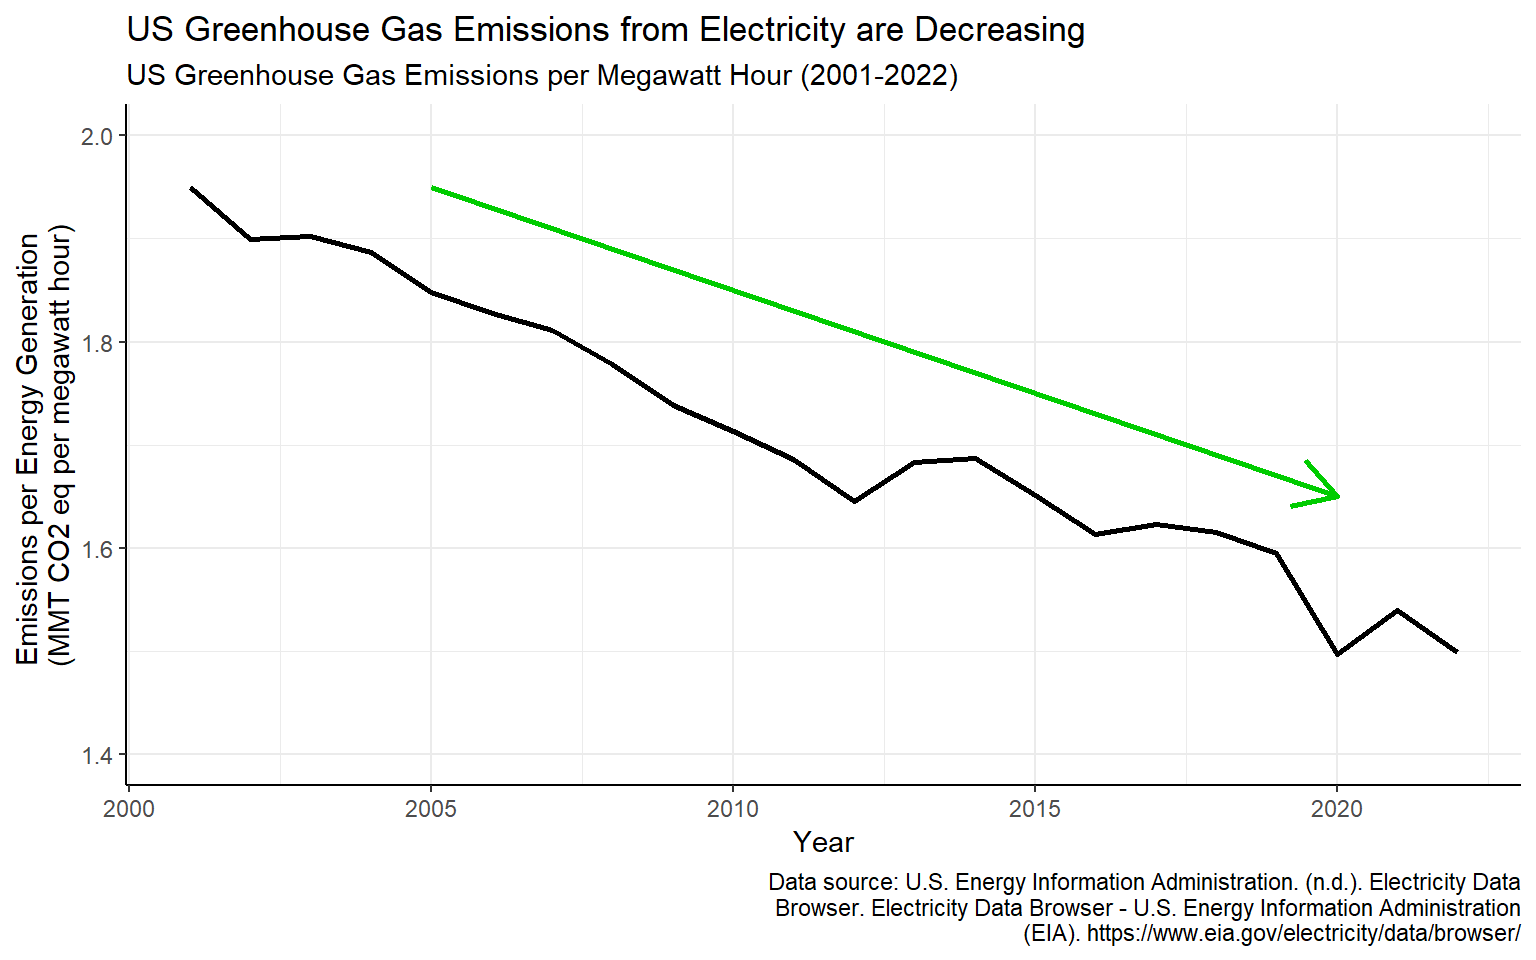 US Greenhouse Gas Emissions from Electricity are Decreasing
US Greenhouse Gas Emissions per Megawatt Hour (2001-2022)
Emissions per Energy Generation
(MMT CO2 eq per megawatt hour)
2.0
1.8
1.6
1.4
2000
2005
2010
2015
2020
Year
Data source: U.S. Energy Information Administration. (n.d.). Electricity Data
Browser. Electricity Data Browser - U.S. Energy Information Administration
(EIA). https://www.eia.gov/electricity/data/browser/